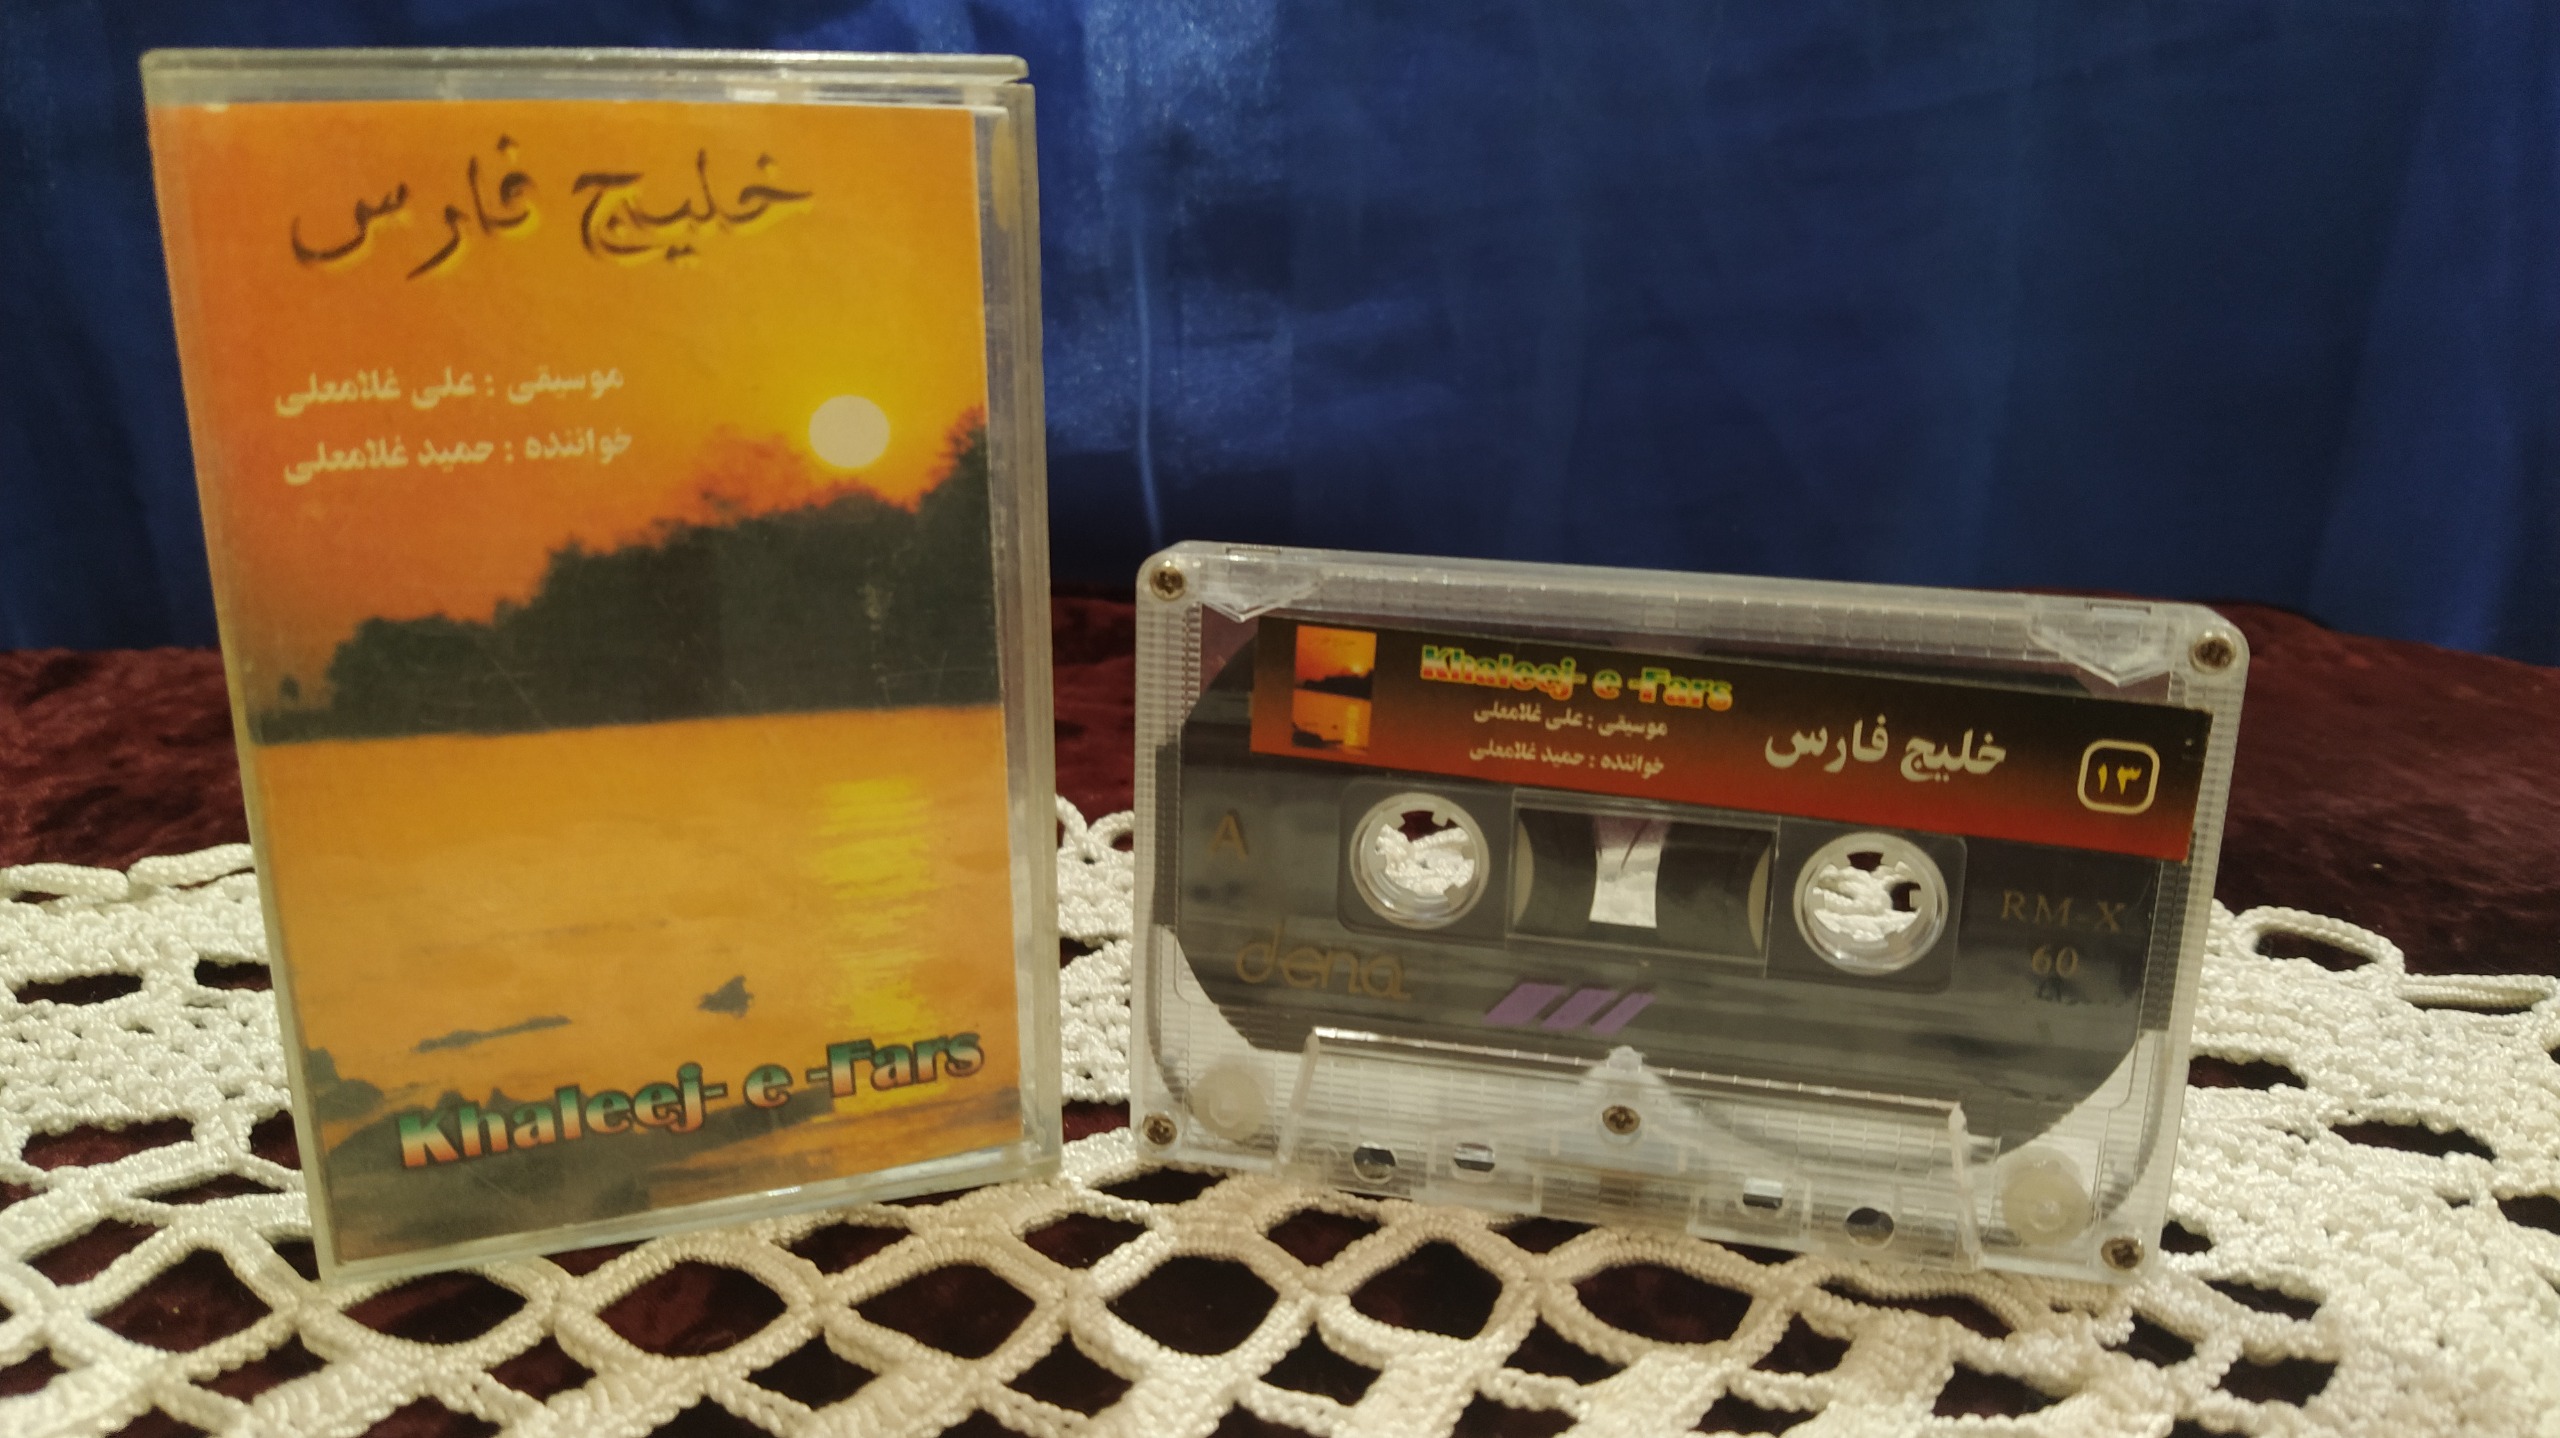 خلیج فارس
موسیقی : علی غلامعلی
خواننده : حمید غلامعلی
Khaleej- e -Fars
Khaleej- e -Fars
موسیقی : علی غلامعلی
خواننده : حمید غلامعلی
خلیج فارس
۱۳
A
RM-X
60
dena